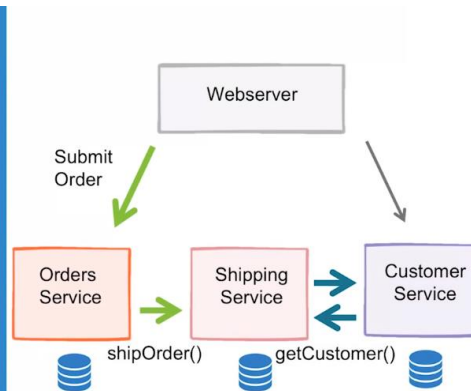 Webserver
Submit
Order
Orders
Service
Shipping
Service
Customer
Service
shipOrder()
getCustomer()